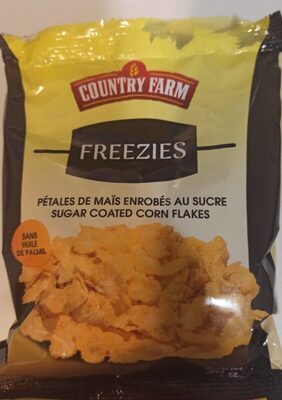 COUNTRY FARM
FREEZIES
PÉTALES DE MAÏS ENROBÉS AU SUCRE
SUGAR COATED CORN FLAKES
SANS
HUILE
DE PALME